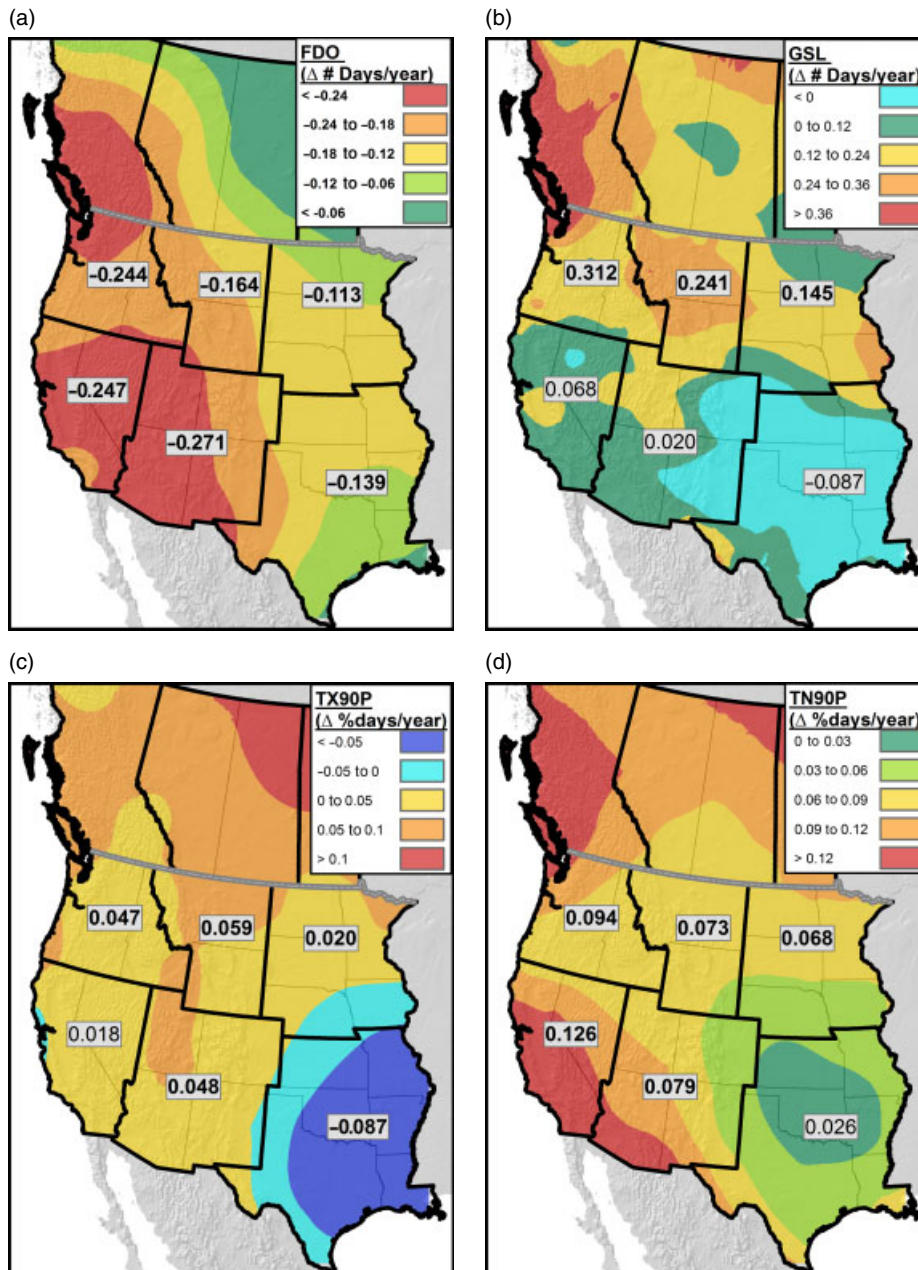 (a)
FDO
(Δ # Days/year)
< −0.24
−0.24 to −0.18
−0.18 to −0.12
−0.12 to −0.06
< −0.06
−0.244
−0.164
−0.113
−0.247
−0.271
−0.139
(b)
GSL
(Δ # Days/year)
< 0
0 to 0.12
0.12 to 0.24
0.24 to 0.36
> 0.36
0.312
0.241
0.145
0.068
0.020
−0.087
(c)
TX90P
(Δ %days/year)
< −0.05
−0.05 to 0
0 to 0.05
0.05 to 0.1
> 0.1
0.047
0.059
0.020
0.018
0.048
−0.087
(d)
TN90P
(Δ %days/year)
0 to 0.03
0.03 to 0.06
0.06 to 0.09
0.09 to 0.12
> 0.12
0.094
0.073
0.068
0.126
0.079
0.026